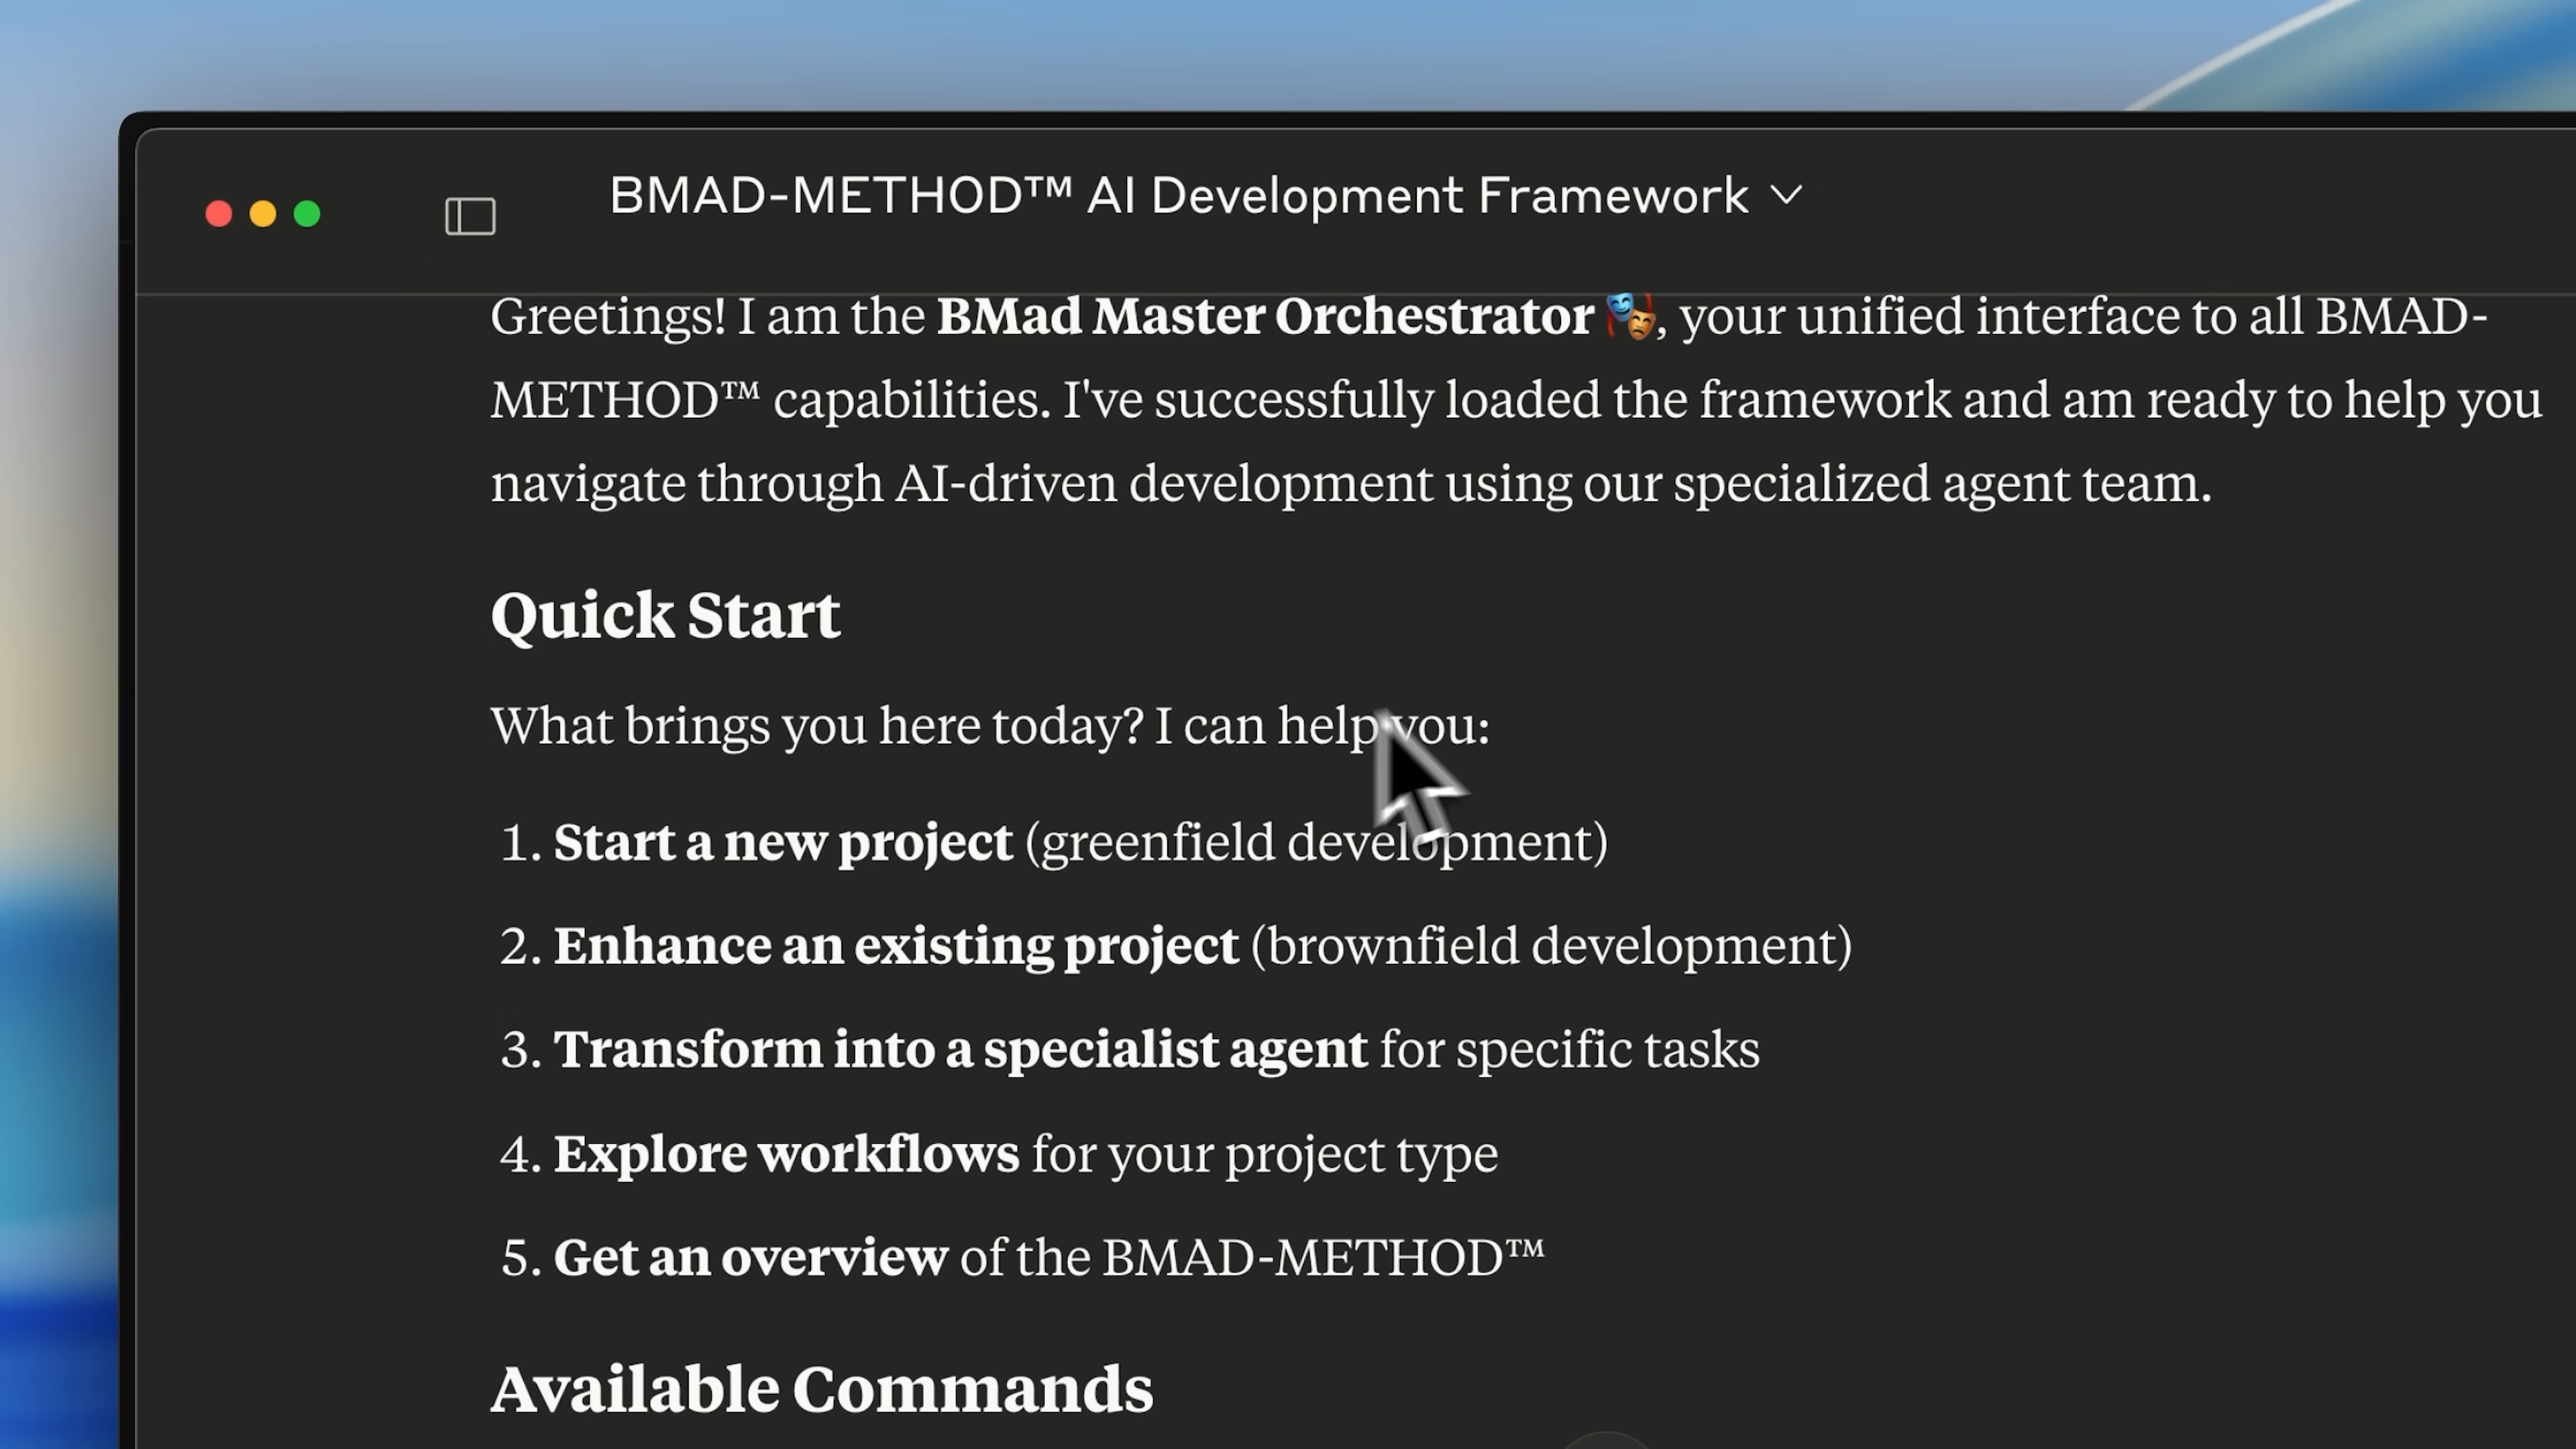 BMAD-METHOD™ AI Development Framework
Greetings! I am the BMad Master Orchestrator 🎭, your unified interface to all BMAD-
METHOD™ capabilities. I've successfully loaded the framework and am ready to help you
navigate through AI-driven development using our specialized agent team.
Quick Start
What brings you here today? I can help you:
1. Start a new project (greenfield development)
2. Enhance an existing project (brownfield development)
3. Transform into a specialist agent for specific tasks
4. Explore workflows for your project type
5. Get an overview of the BMAD-METHOD™
Available Commands